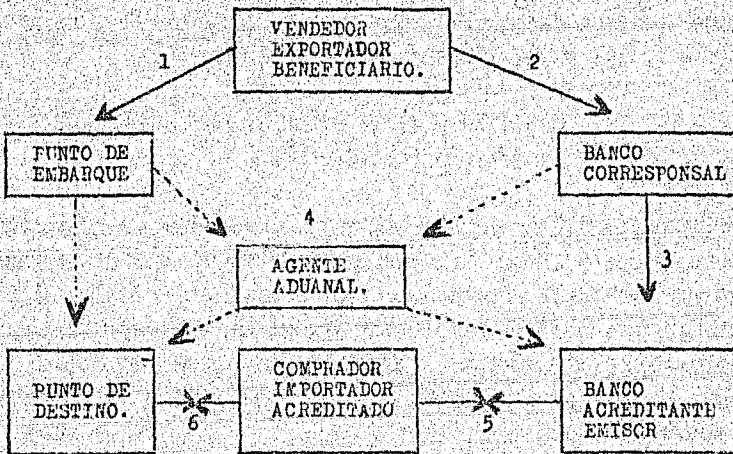 VENDEDOR
EXPORTADOR
BENEFICIARIO.
1
2
PUNTO DE
EMBARQUE
BANCO
CORRESPONSAL
4
3
AGENTE
ADUANAL.
PUNTO DE
DESTINO.
COMPRADOR
IMPORTADOR
ACREDITADO
BANCO
ACREDITANTE
EMISOR
6
5